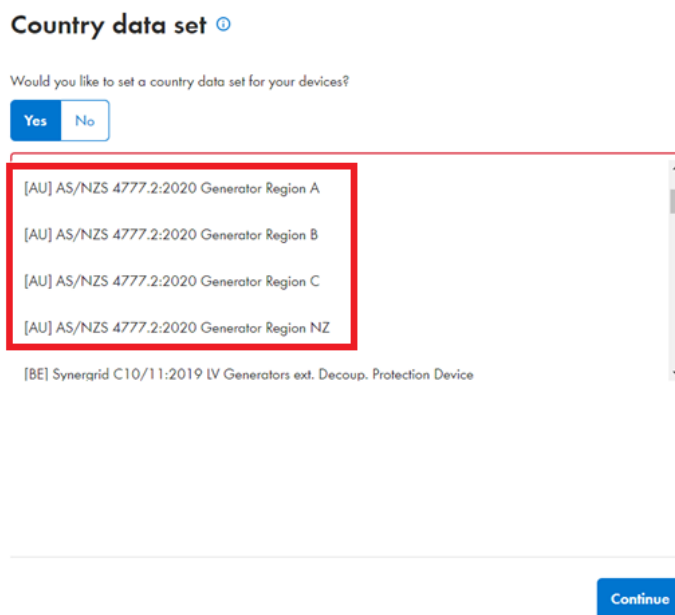 Country data set
Would you like to set a country data set for your devices?
Yes No
[AU] AS/NZS 4777.2:2020 Generator Region A
[AU] AS/NZS 4777.2:2020 Generator Region B
[AU] AS/NZS 4777.2:2020 Generator Region C
[AU] AS/NZS 4777.2:2020 Generator Region NZ
[BE] Synergrid C10/11:2019 LV Generators ext. Decoup. Protection Device
Continue